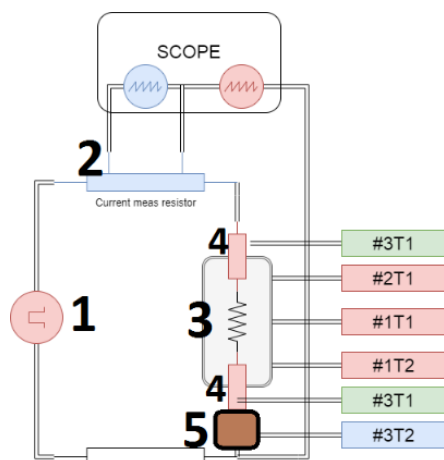 SCOPE
2
Current meas resistor
4
#3T1
#2T1
3
1
#1T1
#1T2
4
#3T1
5
#3T2